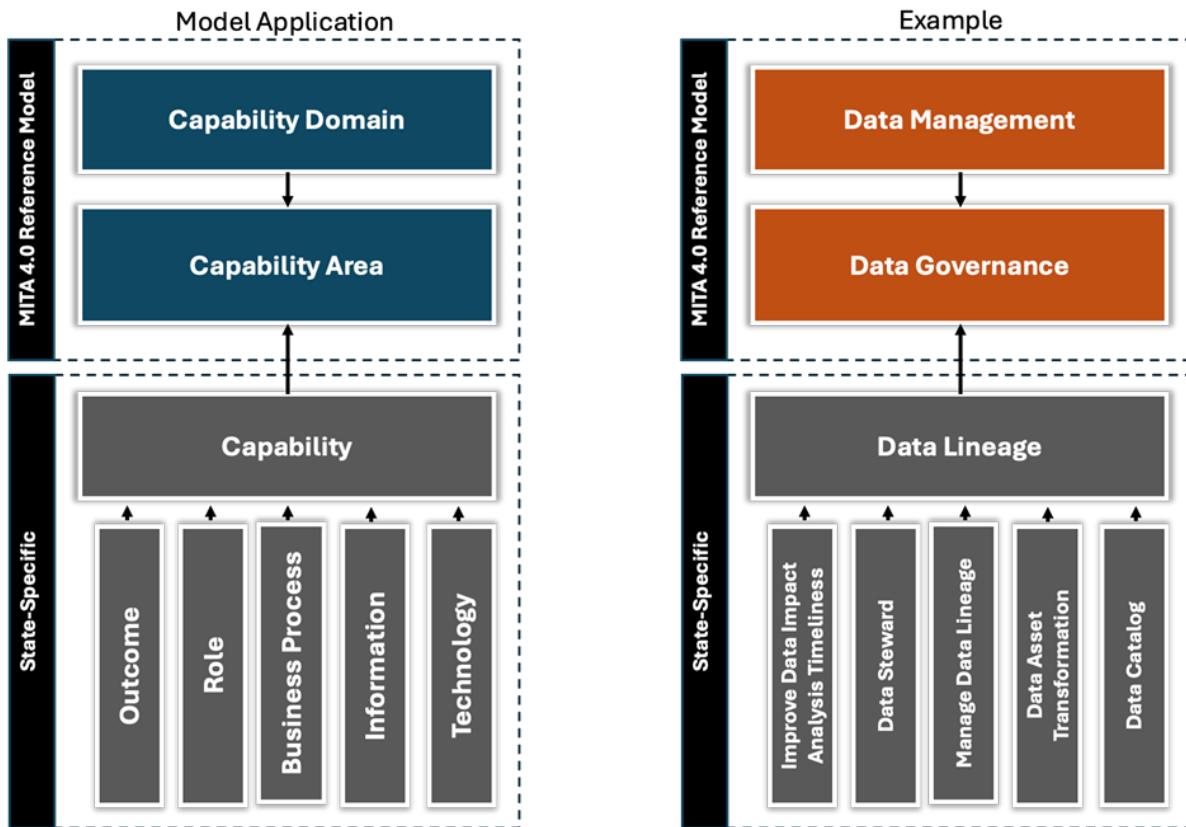 Model Application
MITA 4.0 Reference Model
Capability Domain
Capability Area
State-Specific
Capability
Outcome
Role
Business Process
Information
Technology
Example
MITA 4.0 Reference Model
Data Management
Data Governance
State-Specific
Data Lineage
Improve Data Impact
Analysis Timeliness
Data Steward
Manage Data Lineage
Data Asset
Transformation
Data Catalog